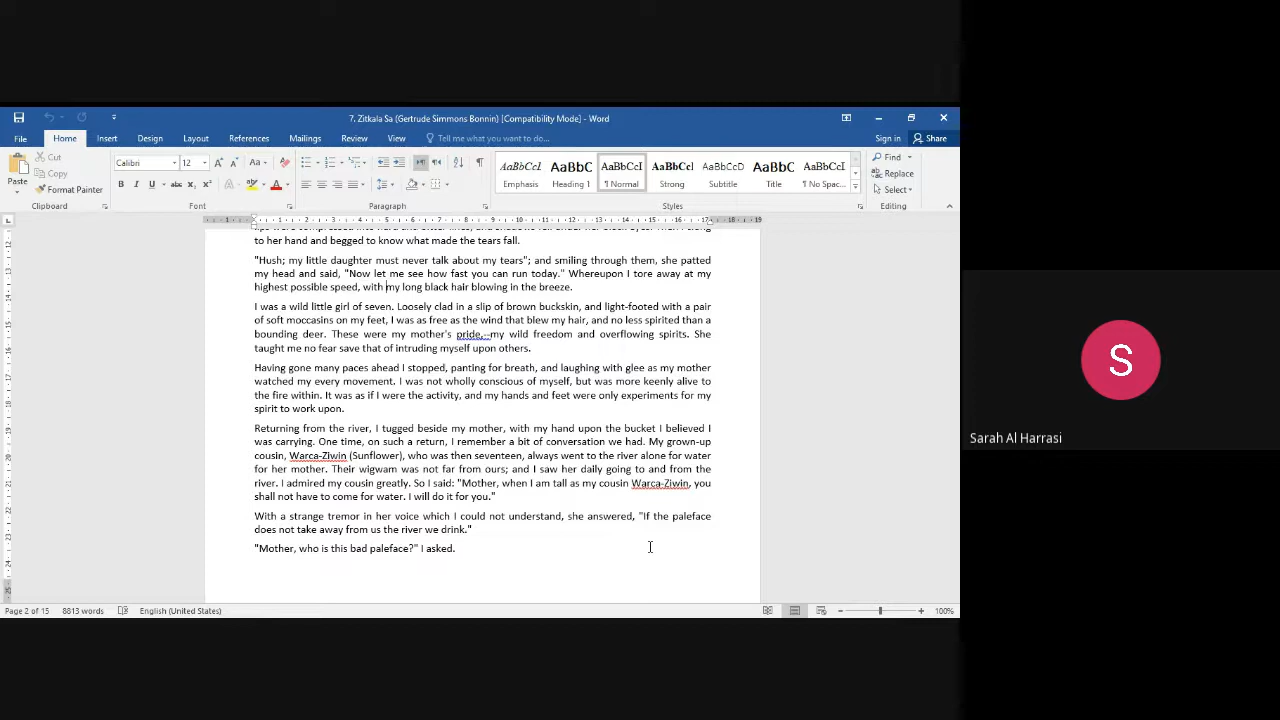 7. Zitkala Sa (Gertrude Simmons Bonnin) [Compatibility Mode] - Word
File Home Insert Design Layout References Mailings Review View Tell me what you want to do... Sign in Share
Paste Cut Copy Format Painter
Calibri 12
AaBbCcI AaBbC AaBbCcI AaBbCcl AaBbCcD AaBbC AaBbCcI
Emphasis Heading 1 ¶ Normal Strong Subtitle Title ¶ No Spac...
Find Replace Select
Clipboard Font Paragraph Styles Editing
to her hand and begged to know what made the tears fall.
"Hush; my little daughter must never talk about my tears"; and smiling through them, she patted
my head and said, "Now let me see how fast you can run today." Whereupon I tore away at my
highest possible speed, with my long black hair blowing in the breeze.
I was a wild little girl of seven. Loosely clad in a slip of brown buckskin, and light-footed with a pair
of soft moccasins on my feet, I was as free as the wind that blew my hair, and no less spirited than a
bounding deer. These were my mother's pride,--my wild freedom and overflowing spirits. She
taught me no fear save that of intruding myself upon others.
Having gone many paces ahead I stopped, panting for breath, and laughing with glee as my mother
watched my every movement. I was not wholly conscious of myself, but was more keenly alive to
the fire within. It was as if I were the activity, and my hands and feet were only experiments for my
spirit to work upon.
Returning from the river, I tugged beside my mother, with my hand upon the bucket I believed I
was carrying. One time, on such a return, I remember a bit of conversation we had. My grown-up
cousin, Warca-Ziwin (Sunflower), who was then seventeen, always went to the river alone for water
for her mother. Their wigwam was not far from ours; and I saw her daily going to and from the
river. I admired my cousin greatly. So I said: "Mother, when I am tall as my cousin Warca-Ziwin, you
shall not have to come for water. I will do it for you."
With a strange tremor in her voice which I could not understand, she answered, "If the paleface
does not take away from us the river we drink."
"Mother, who is this bad paleface?" I asked.
Page 2 of 15 8813 words English (United States) 100%
S
Sarah Al Harrasi